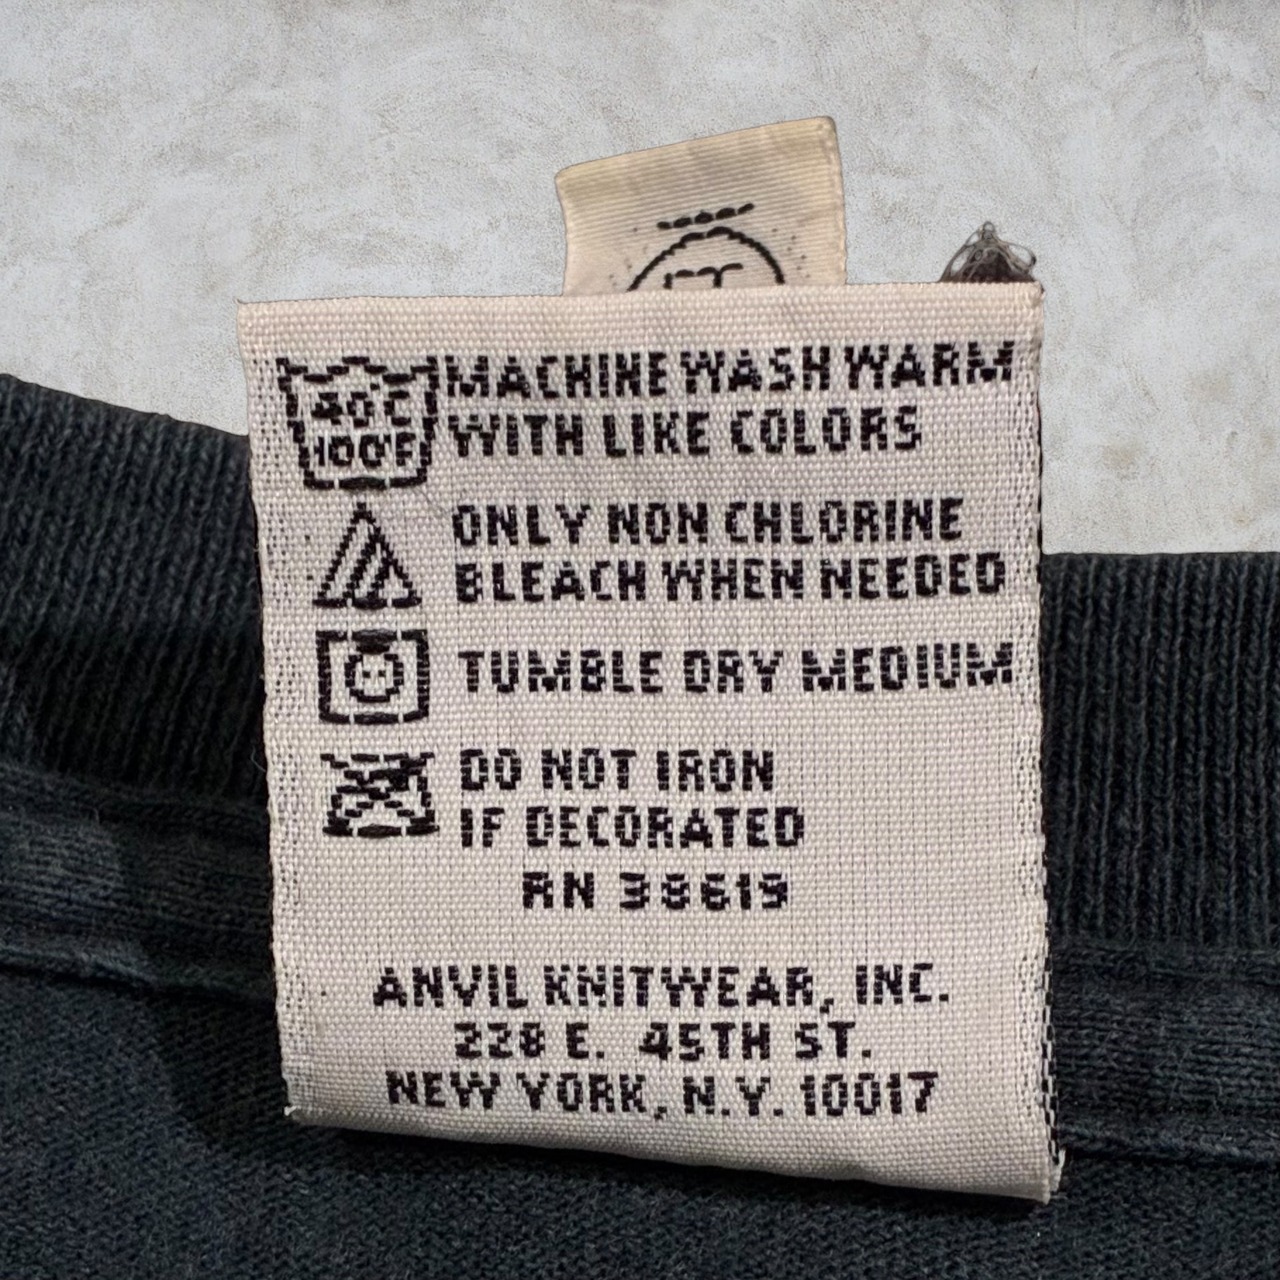 40°C
100°F
MACHINE WASH WARM
WITH LIKE COLORS
ONLY NON CHLORINE
BLEACH WHEN NEEDED
TUMBLE DRY MEDIUM
DO NOT IRON
IF DECORATED
RN 38619
ANVIL KNITWEAR, INC.
228 E. 45TH ST.
NEW YORK, N.Y. 10017